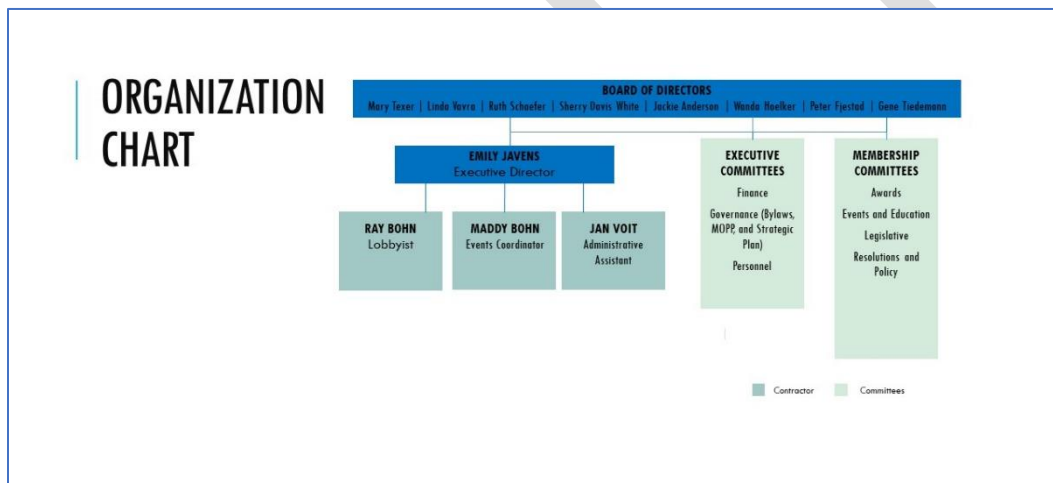 ORGANIZATION
CHART
BOARD OF DIRECTORS
Mary Texer | Linda Vavra | Ruth Schaefer | Sherry Davis White | Jackie Anderson | Wanda Holker | Peter Fjestad | Gene Tiedemann
EMILY JAVENS
Executive Director
RAY BOHN
Lobbyist
MADDY BOHN
Events Coordinator
JAN VOIT
Administrative
Assistant
EXECUTIVE
COMMITTEES
Finance
Governance (Bylaws,
MOPP, and Strategic
Plan)
Personnel
MEMBERSHIP
COMMITTEES
Awards
Events and Education
Legislative
Resolutions and
Policy
Contractor
Committees